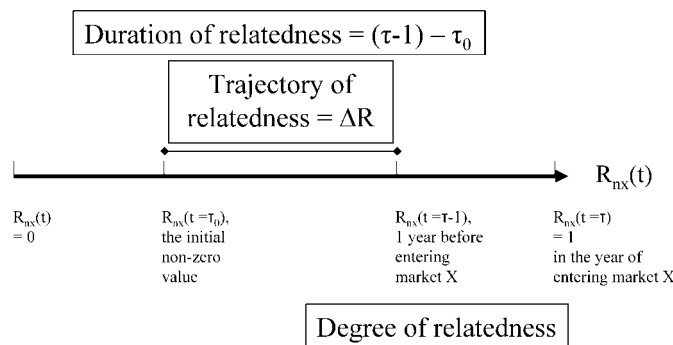 Duration of relatedness = (τ-1) – τ₀
Trajectory of
relatedness = ΔR
Rₙₓ(t)
Rₙₓ(t)
= 0
Rₙₓ(t =τ₀),
the initial
non-zero
value
Rₙₓ(t =τ-1),
1 year before
entering
market X
Rₙₓ(t =τ)
= 1
in the year of
entering market X
Degree of relatedness